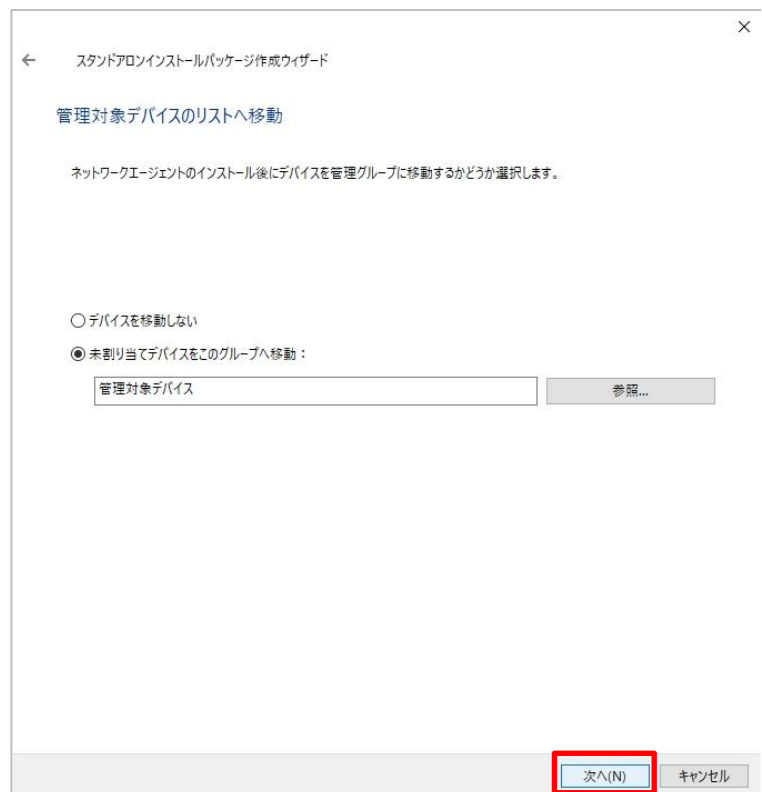 スタンドアロンインストールパッケージ作成ウィザード
管理対象デバイスのリストへ移動
ネットワークエージェントのインストール後にデバイスを管理グループに移動するかどうか選択します。
デバイスを移動しない
未割り当てデバイスをこのグループへ移動：
管理対象デバイス 参照...
次へ(N) キャンセル